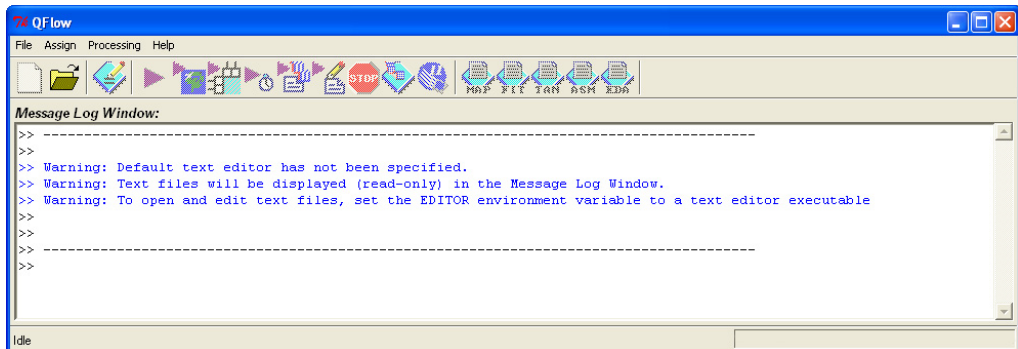 QFlow
File Assign Processing Help
STOP MAP FIT TAN ASM EDA
Message Log Window:
>> ----------------------------------------------------------------------------------------
>>
>> Warning: Default text editor has not been specified.
>> Warning: Text files will be displayed (read-only) in the Message Log Window.
>> Warning: To open and edit text files, set the EDITOR environment variable to a text editor executable
>>
>>
>> ----------------------------------------------------------------------------------------
>>
Idle